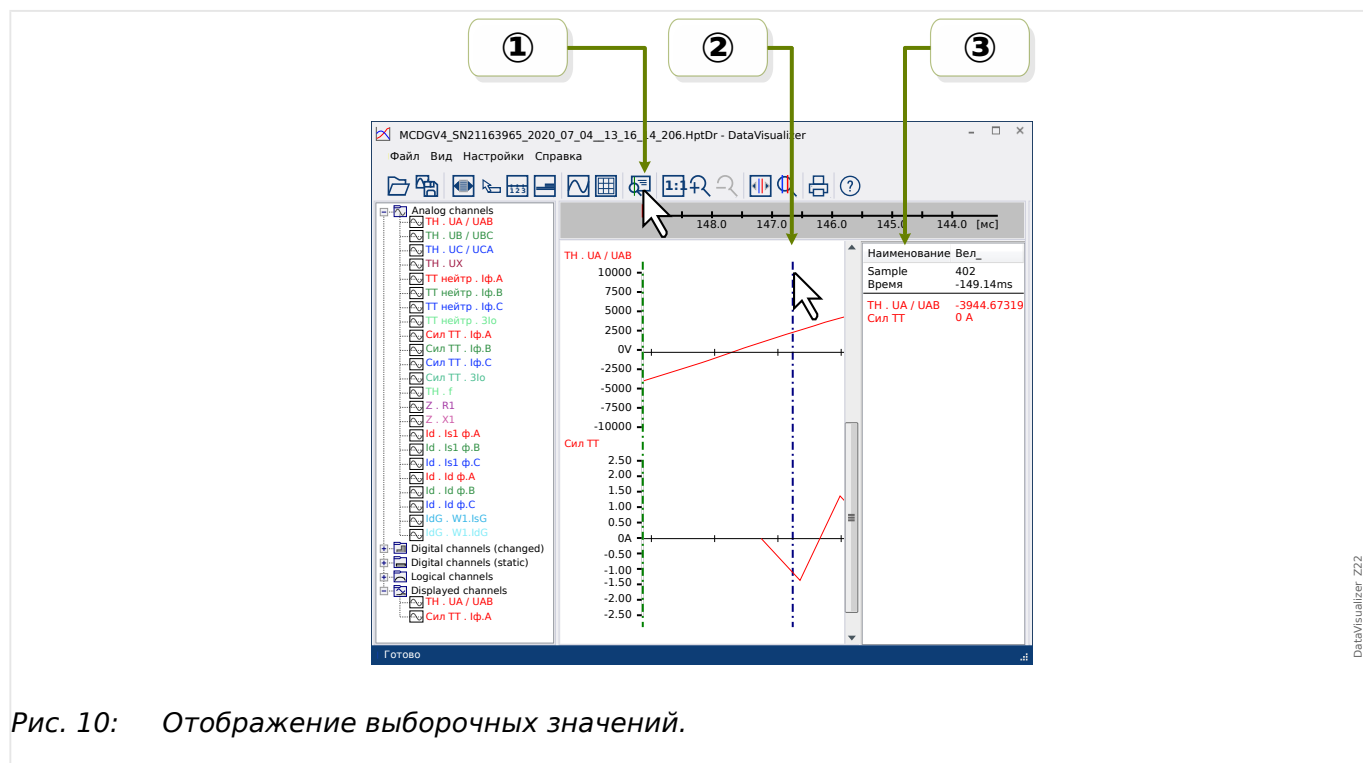 ① ② ③
MCDGV4_SN21163965_2020_07_04__13_16_14_206.HptDr - DataVisualizer
Файл Вид Настройки Справка
1 2 3
1:1
?
148.0 147.0 146.0 145.0 144.0 [мс]
Analog channels
TH . UA / UAB
TH . UB / UBC
TH . UC / UCA
TH . UX
ТТ нейтр . Iф.A
ТТ нейтр . Iф.B
ТТ нейтр . Iф.C
ТТ нейтр . 3Io
Сил ТТ . Iф.A
Сил ТТ . Iф.B
Сил ТТ . Iф.C
Сил ТТ . 3Io
TH . f
Z . R1
Z . X1
Id . Is1 ф.A
Id . Is1 ф.B
Id . Is1 ф.C
Id . Id ф.A
Id . Id ф.B
Id . Id ф.C
IdG . W1.IsG
IdG . W1.IdG
Digital channels (changed)
Digital channels (static)
Logical channels
Displayed channels
TH . UA / UAB
Сил ТТ . Iф.A
TH . UA / UAB
10000
7500
5000
2500
0V
-2500
-5000
-7500
-10000
Сил ТТ
2.50
2.00
1.50
1.00
0.50
0A
-0.50
-1.00
-1.50
-2.00
-2.50
Наименование Вел_
Sample 402
Время -149.14ms
TH . UA / UAB -3944.67319
Сил ТТ 0 A
Готово
DataVisualizer_Z22
Рис. 10: Отображение выборочных значений.